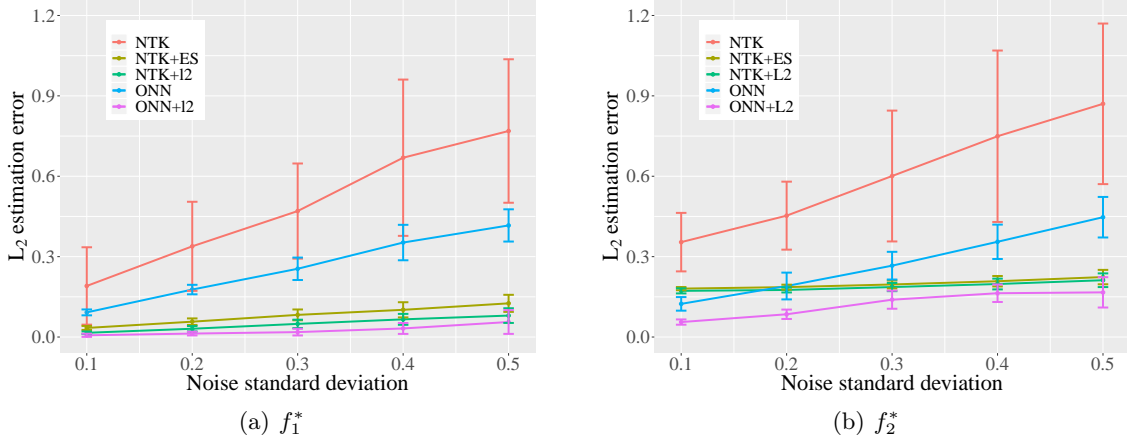 L₂ estimation error
1.2
0.9
0.6
0.3
0.0
NTK
NTK+ES
NTK+l2
ONN
ONN+l2
0.1 0.2 0.3 0.4 0.5
Noise standard deviation
(a) f₁*
L₂ estimation error
1.2
0.9
0.6
0.3
0.0
NTK
NTK+ES
NTK+L2
ONN
ONN+L2
0.1 0.2 0.3 0.4 0.5
Noise standard deviation
(b) f₂*